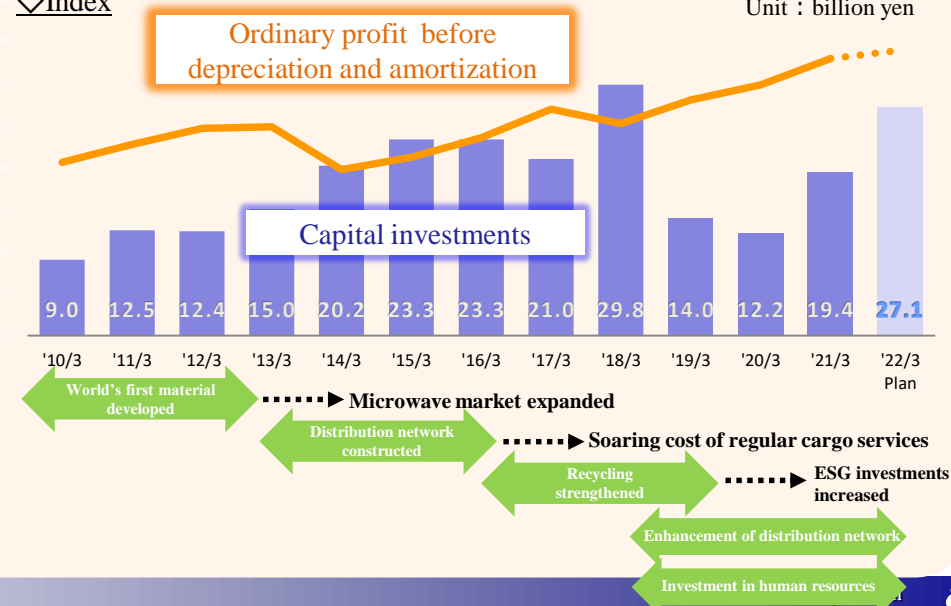 ◇Index
Unit：billion yen
Ordinary profit before
depreciation and amortization
Capital investments
9.0 12.5 12.4 15.0 20.2 23.3 23.3 21.0 29.8 14.0 12.2 19.4 27.1
'10/3 '11/3 '12/3 '13/3 '14/3 '15/3 '16/3 '17/3 '18/3 '19/3 '20/3 '21/3 '22/3
Plan
World's first material
developed
Microwave market expanded
Distribution network
constructed
Soaring cost of regular cargo services
Recycling
strengthened
ESG investments
increased
Enhancement of distribution network
Investment in human resources